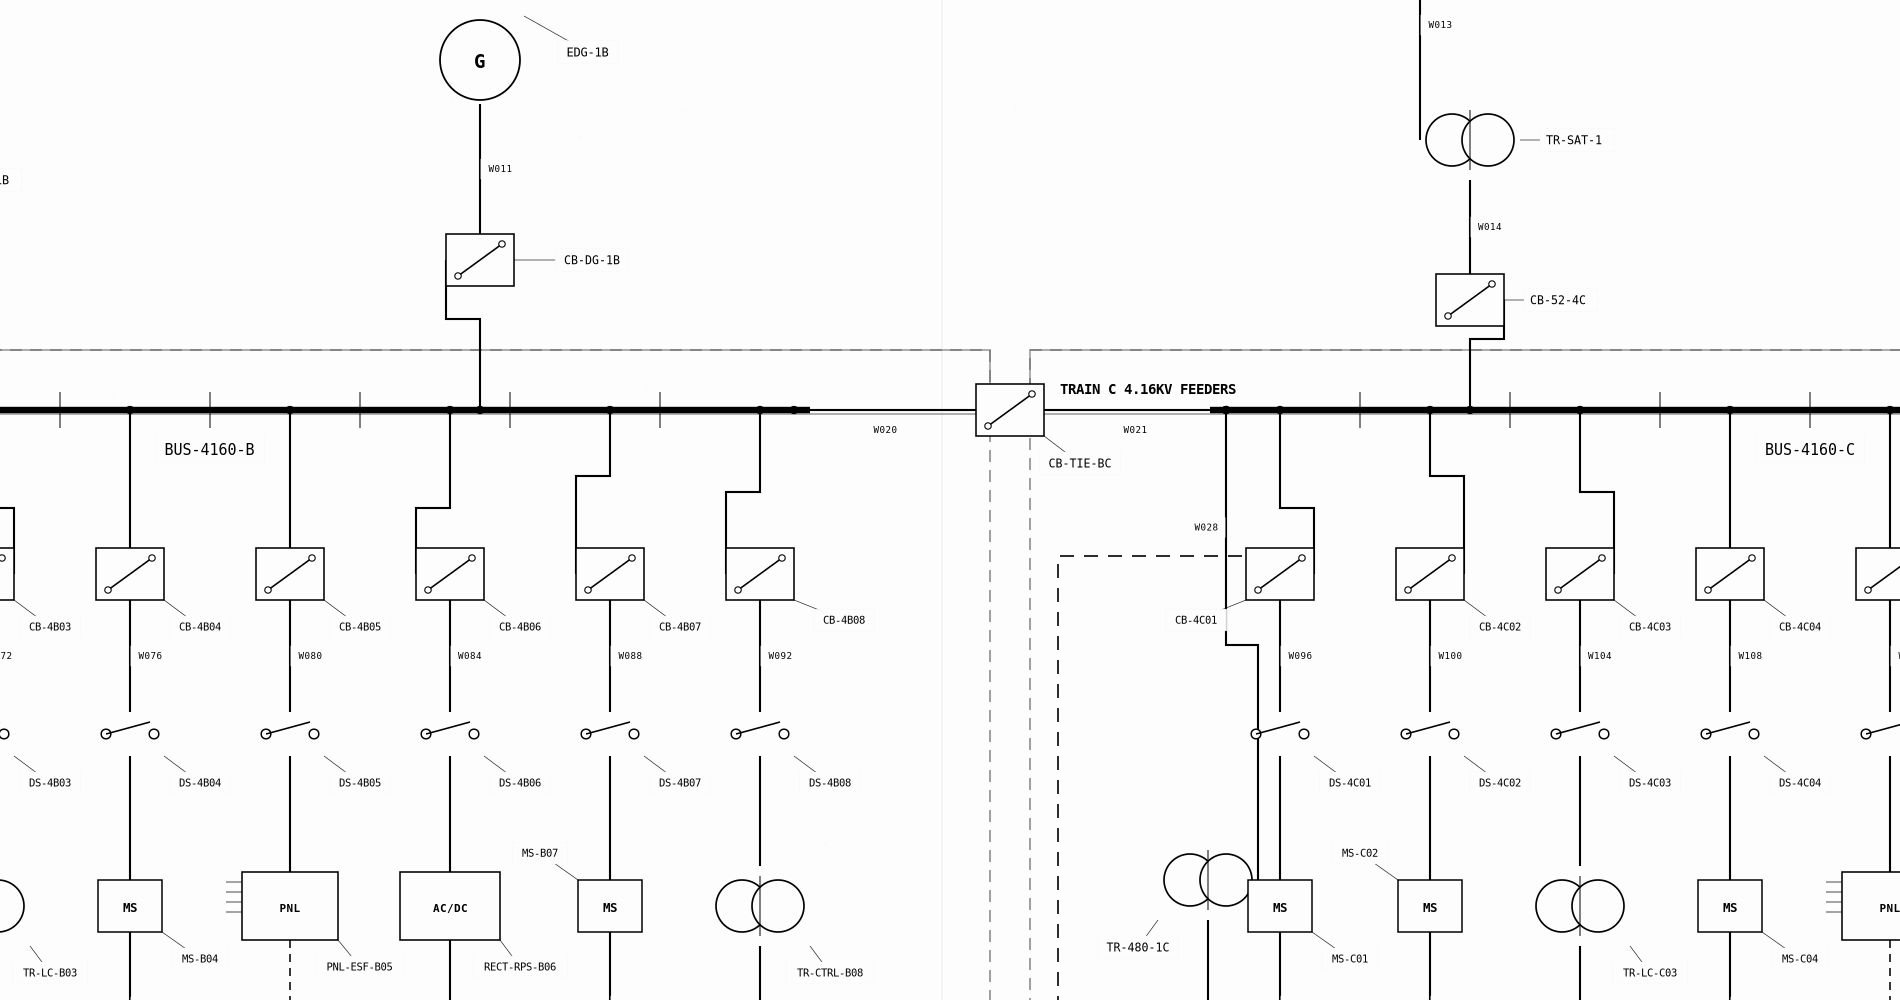 W013
EDG-1B
G
TR-SAT-1
W011
W014
CB-DG-1B
CB-52-4C
TRAIN C 4.16KV FEEDERS
W020
W021
BUS-4160-B
BUS-4160-C
CB-TIE-BC
W028
CB-4B03
CB-4B04
CB-4B05
CB-4B06
CB-4B07
CB-4B08
CB-4C01
CB-4C02
CB-4C03
CB-4C04
W076
W080
W084
W088
W092
W096
W100
W104
W108
DS-4B03
DS-4B04
DS-4B05
DS-4B06
DS-4B07
DS-4B08
DS-4C01
DS-4C02
DS-4C03
DS-4C04
MS-B07
MS-C02
MS
PNL
AC/DC
MS
MS
MS
MS
PNL
TR-480-1C
MS-B04
MS-C01
MS-C04
PNL-ESF-B05
RECT-RPS-B06
TR-LC-B03
TR-CTRL-B08
TR-LC-C03